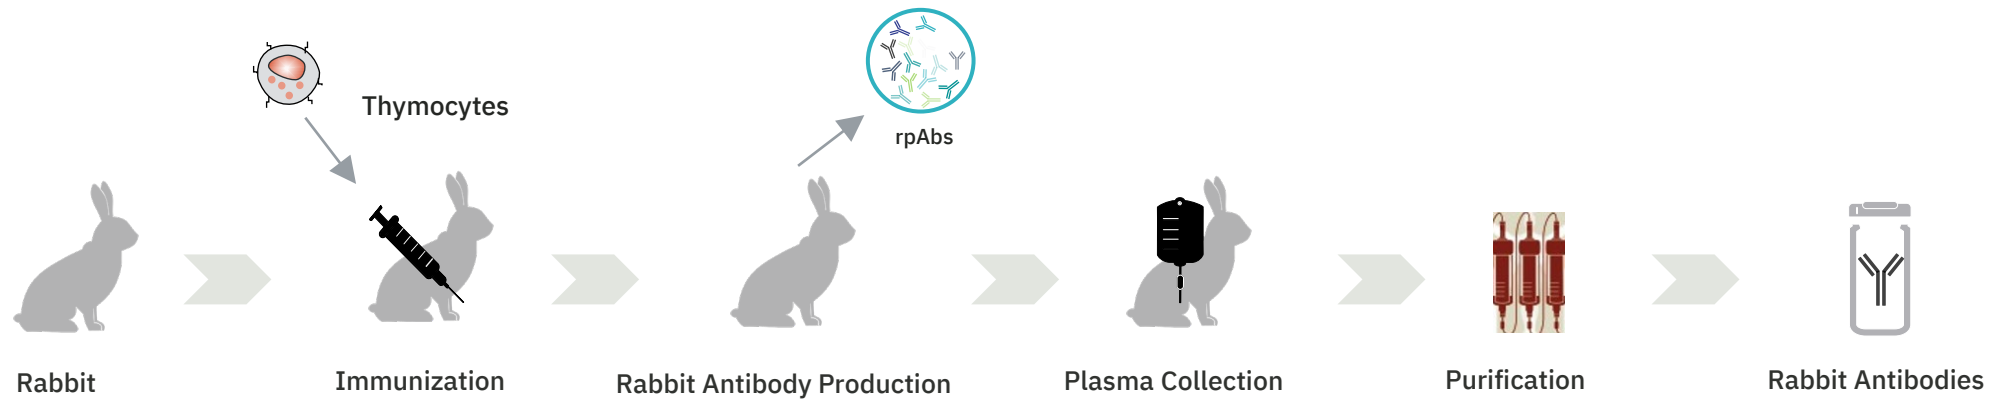 Thymocytes
rpAbs
Rabbit
Immunization
Rabbit Antibody Production
Plasma Collection
Purification
Rabbit Antibodies